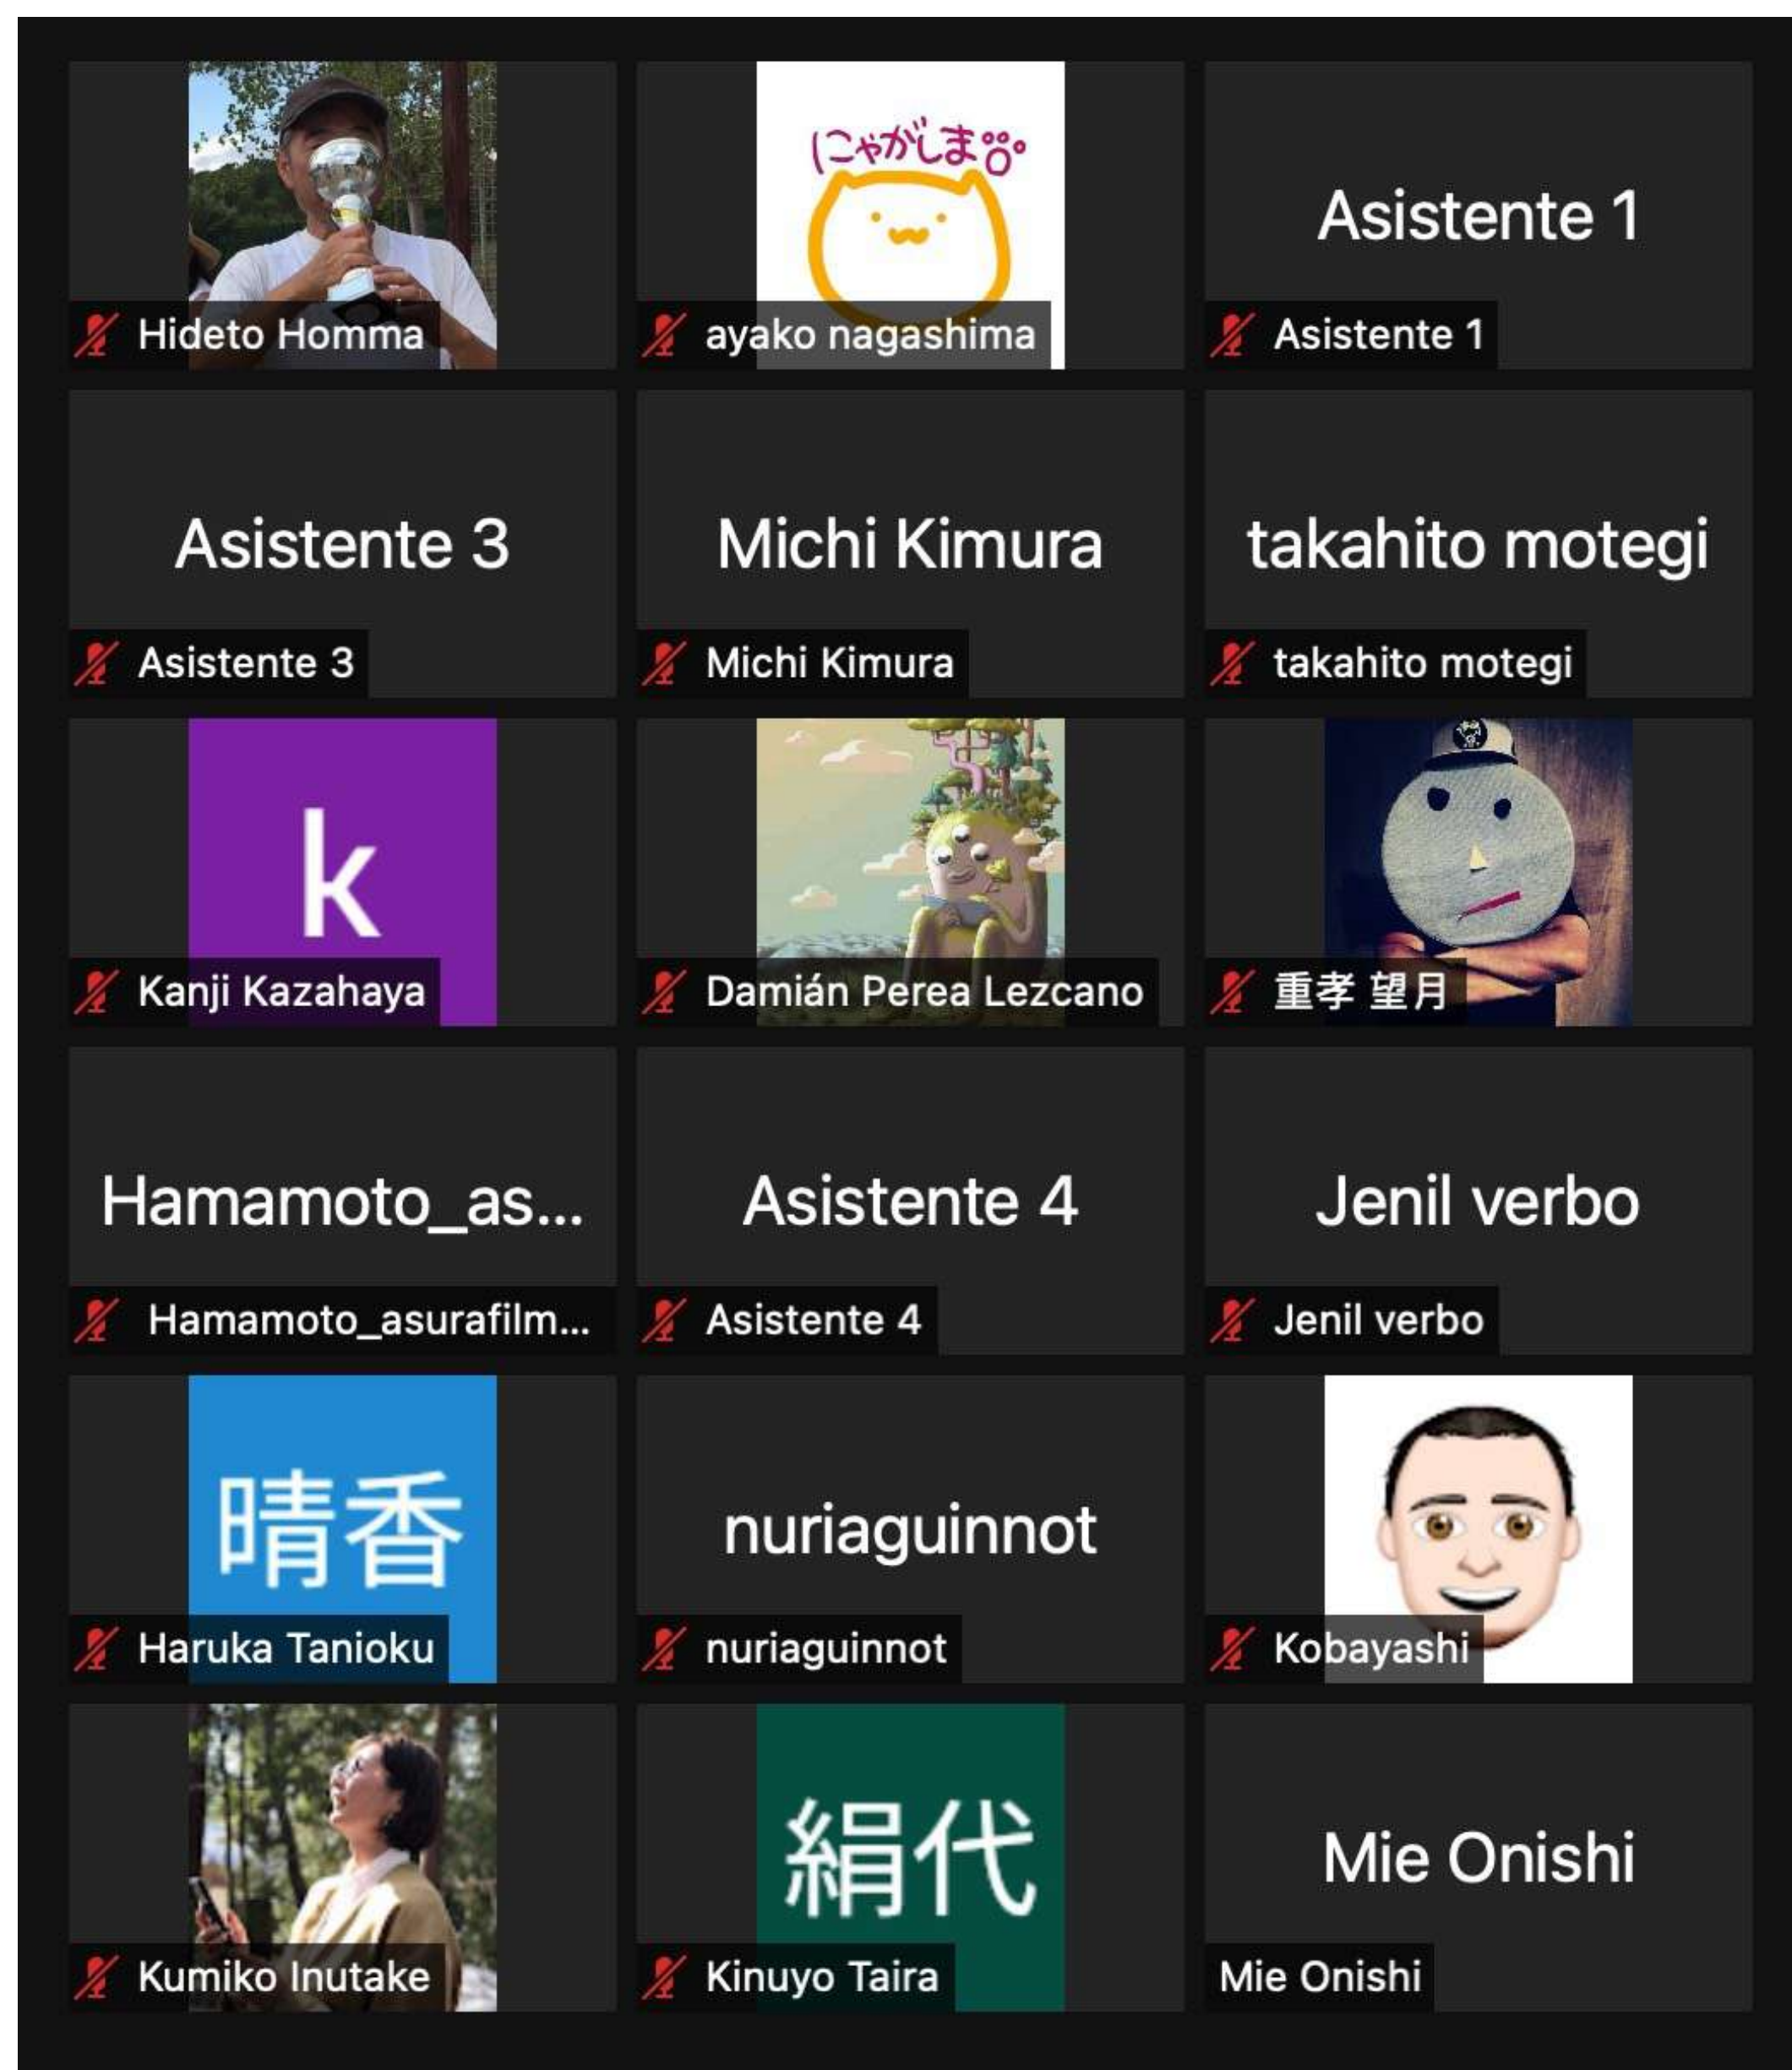 Hideto Homma
にゃがしま
ayako nagashima
Asistente 1
Asistente 1
Asistente 3
Asistente 3
Michi Kimura
Michi Kimura
takahito motegi
takahito motegi
k
Kanji Kazahaya
Damián Perea Lezcano
重孝 望月
Hamamoto_as...
Hamamoto_asurafilm...
Asistente 4
Asistente 4
Jenil verbo
Jenil verbo
晴香
Haruka Tanioku
nuriaguinnot
nuriaguinnot
Kobayashi
Kumiko Inutake
絹代
Kinuyo Taira
Mie Onishi
Mie Onishi